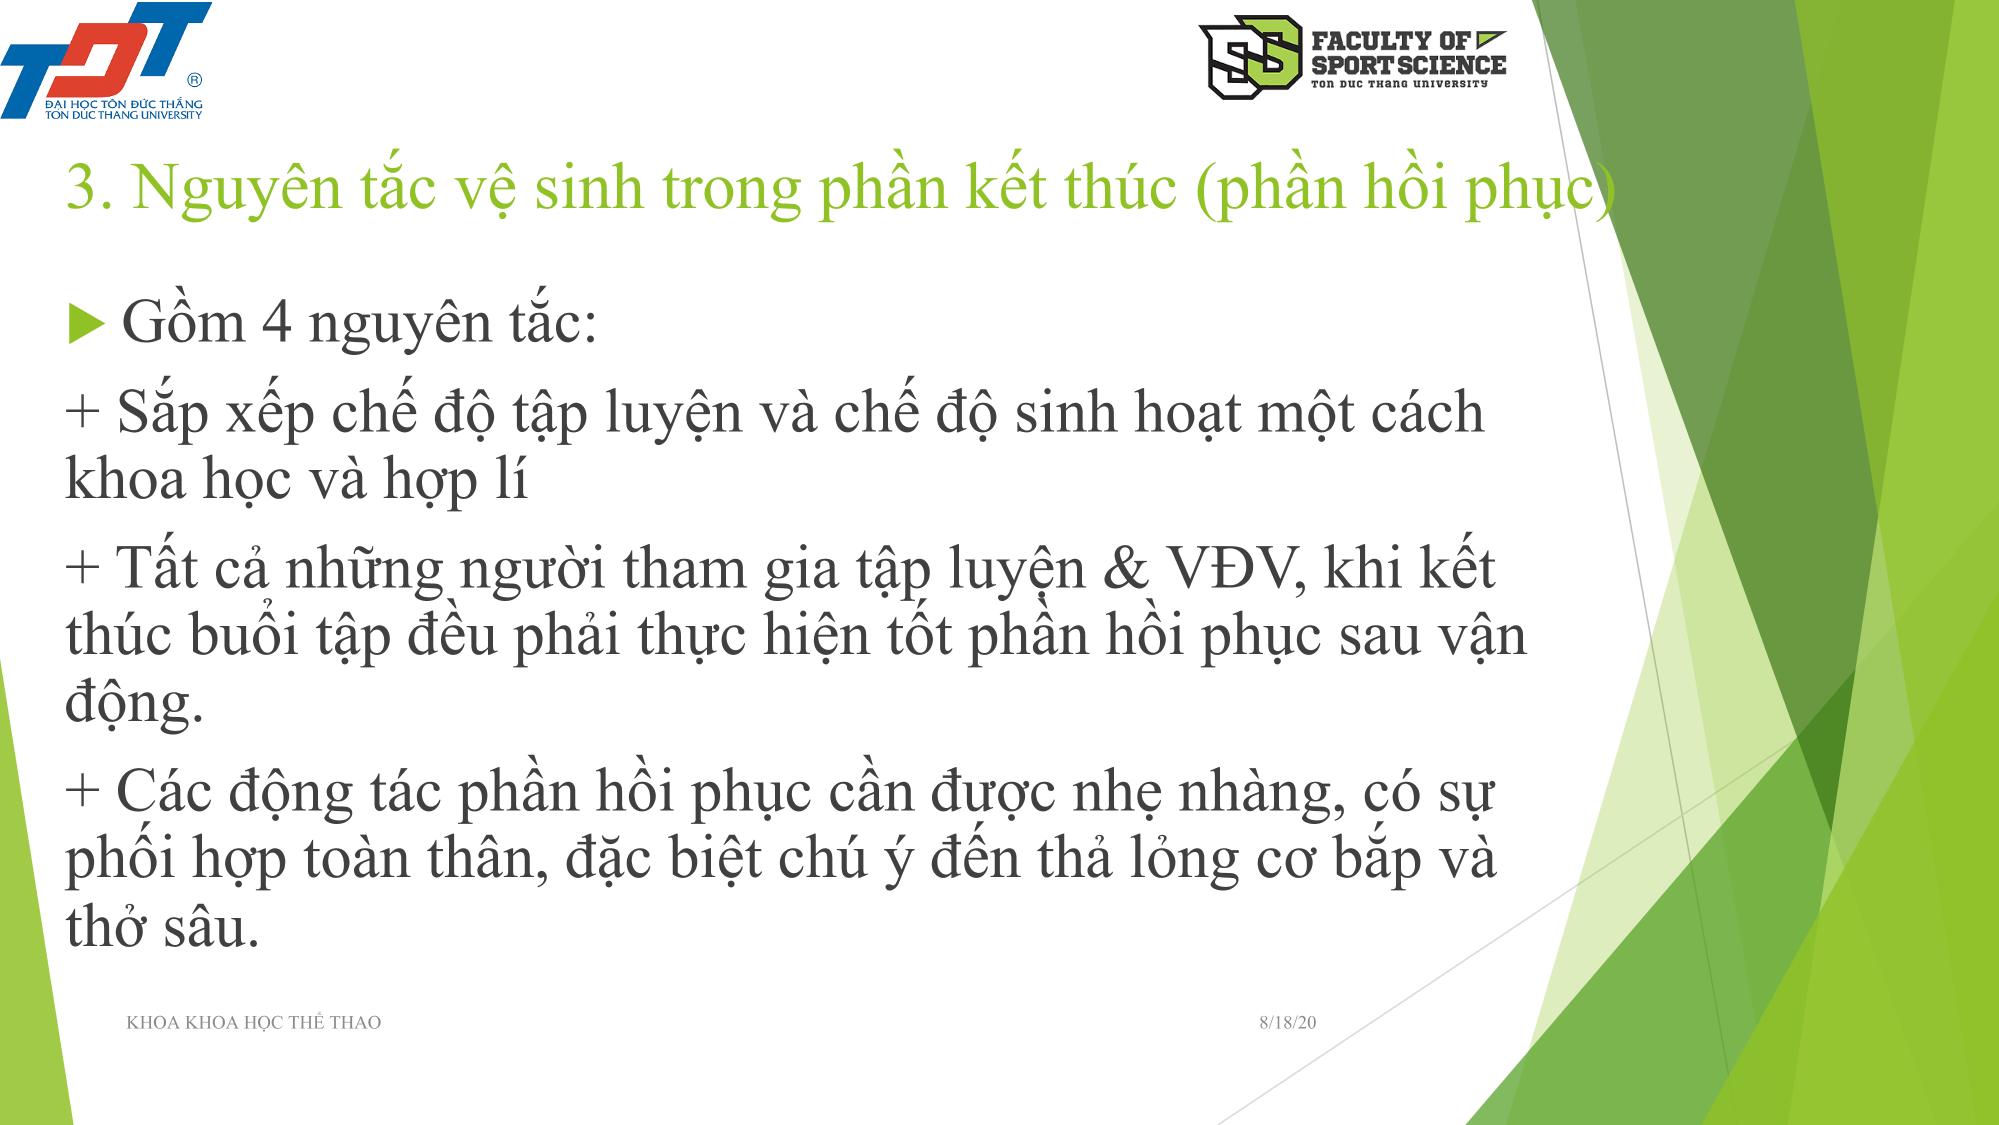 TDT
®
ĐẠI HỌC TÔN ĐỨC THẮNG
TON DUC THANG UNIVERSITY
SS
FACULTY OF
SPORT SCIENCE
TON DUC THANG UNIVERSITY
3. Nguyên tắc vệ sinh trong phần kết thúc (phần hồi phục)
Gồm 4 nguyên tắc:
+ Sắp xếp chế độ tập luyện và chế độ sinh hoạt một cách
khoa học và hợp lí
+ Tất cả những người tham gia tập luyện & VĐV, khi kết
thúc buổi tập đều phải thực hiện tốt phần hồi phục sau vận
động.
+ Các động tác phần hồi phục cần được nhẹ nhàng, có sự
phối hợp toàn thân, đặc biệt chú ý đến thả lỏng cơ bắp và
thở sâu.
KHOA KHOA HỌC THỂ THAO
8/18/20